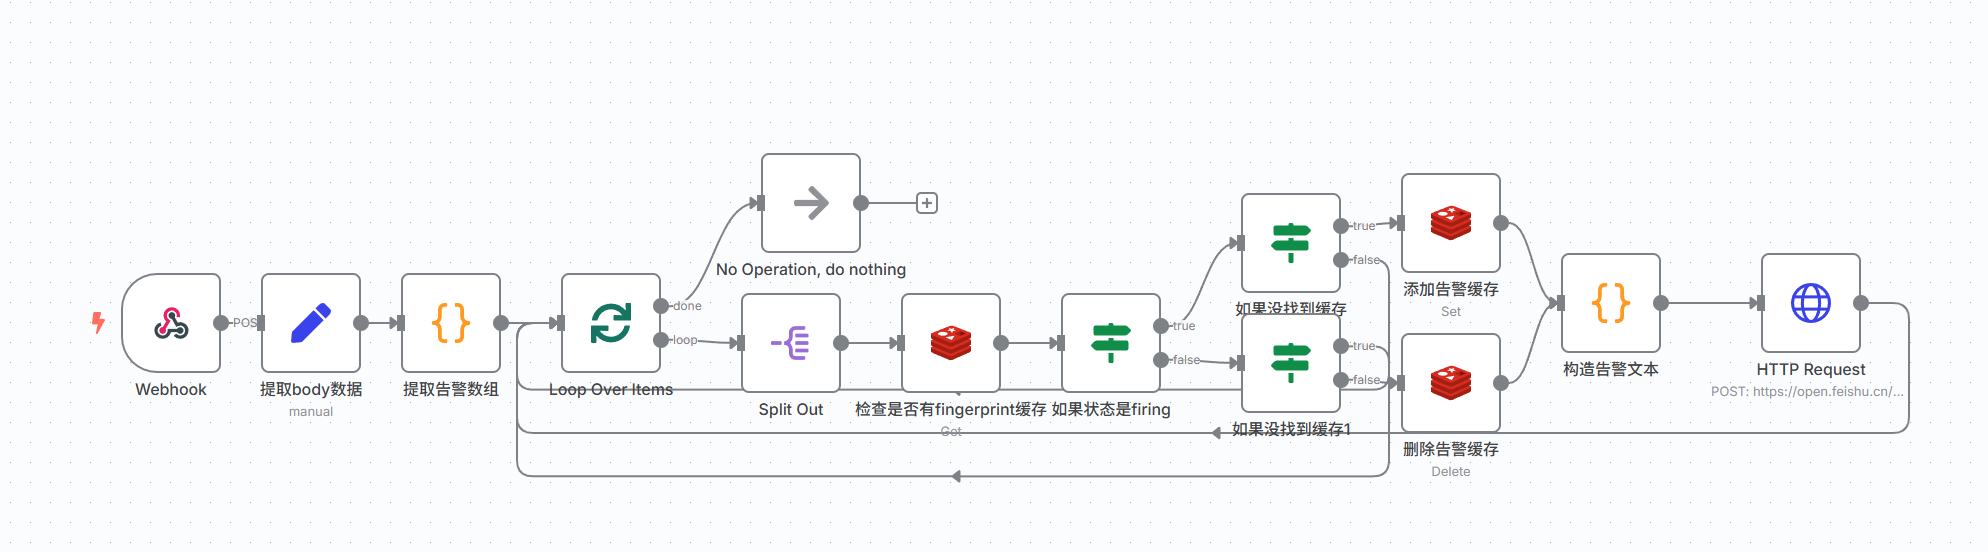 No Operation, do nothing
done
loop
POST
Webhook
提取body数据
manual
提取告警数组
Loop Over Items
Split Out
检查是否有fingerprint缓存
Get
如果状态是firing
true
false
如果没找到缓存
true
false
如果没找到缓存1
true
false
添加告警缓存
Set
删除告警缓存
Delete
构造告警文本
HTTP Request
POST: https://open.feishu.cn/...